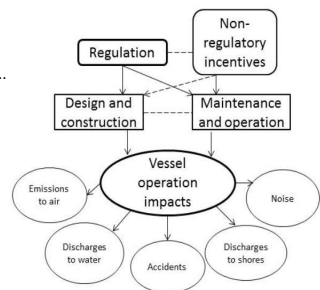 ..
Regulation
Non-
regulatory
incentives
Design and
construction
Maintenance
and operation
Vessel
operation
impacts
Emissions
to air
Discharges
to water
Accidents
Discharges
to shores
Noise